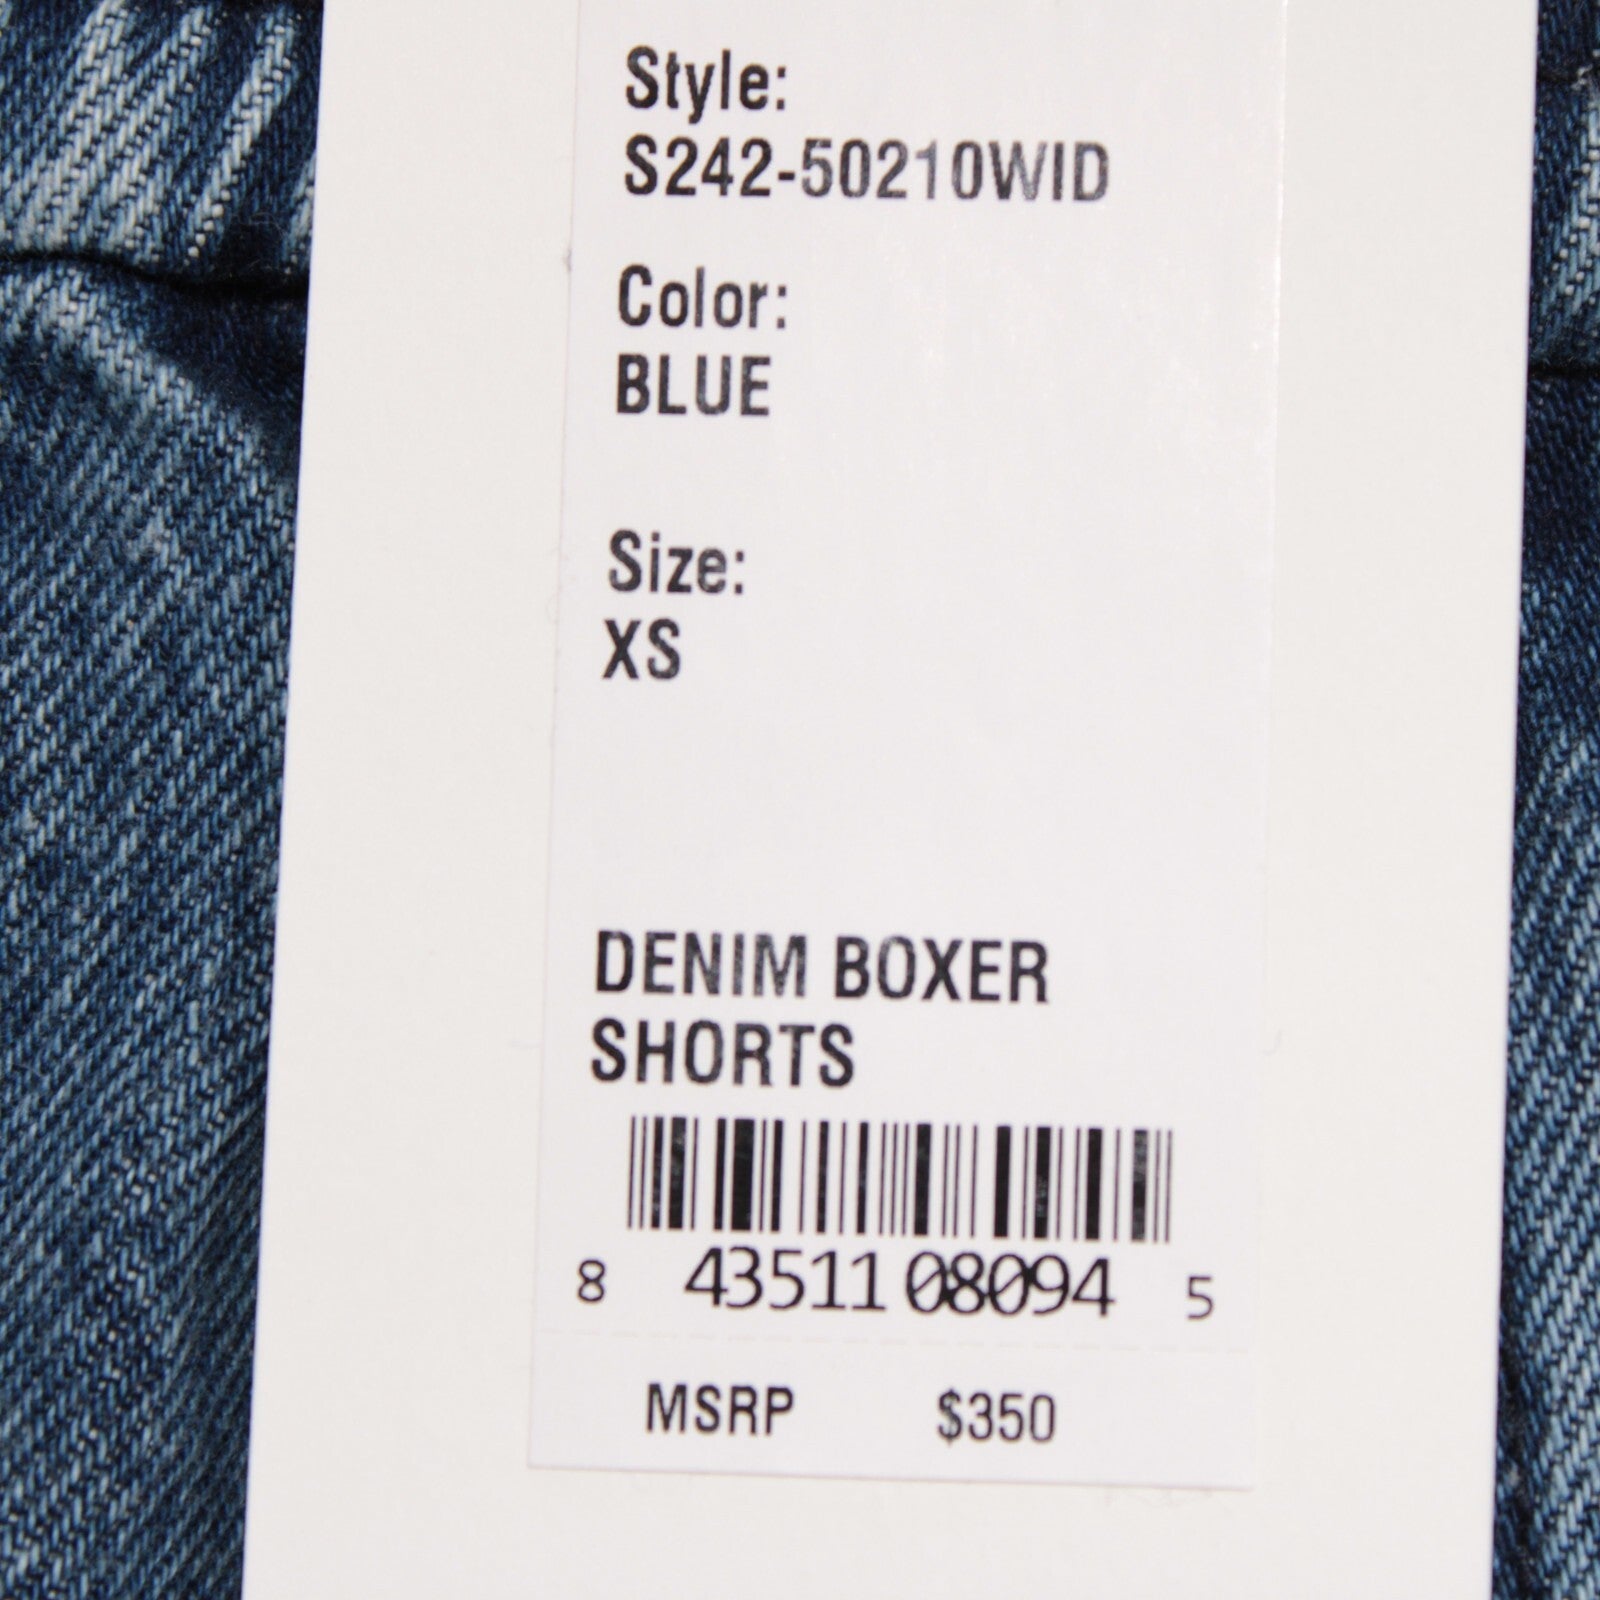 Style:
S242-50210WID
Color:
BLUE
Size:
XS
DENIM BOXER
SHORTS
8 43511 08094 5
MSRP $350